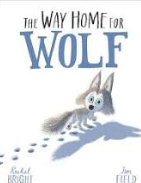 THE WAY HOME FOR
WOLF
Rachel BRIGHT
Jim FIELD